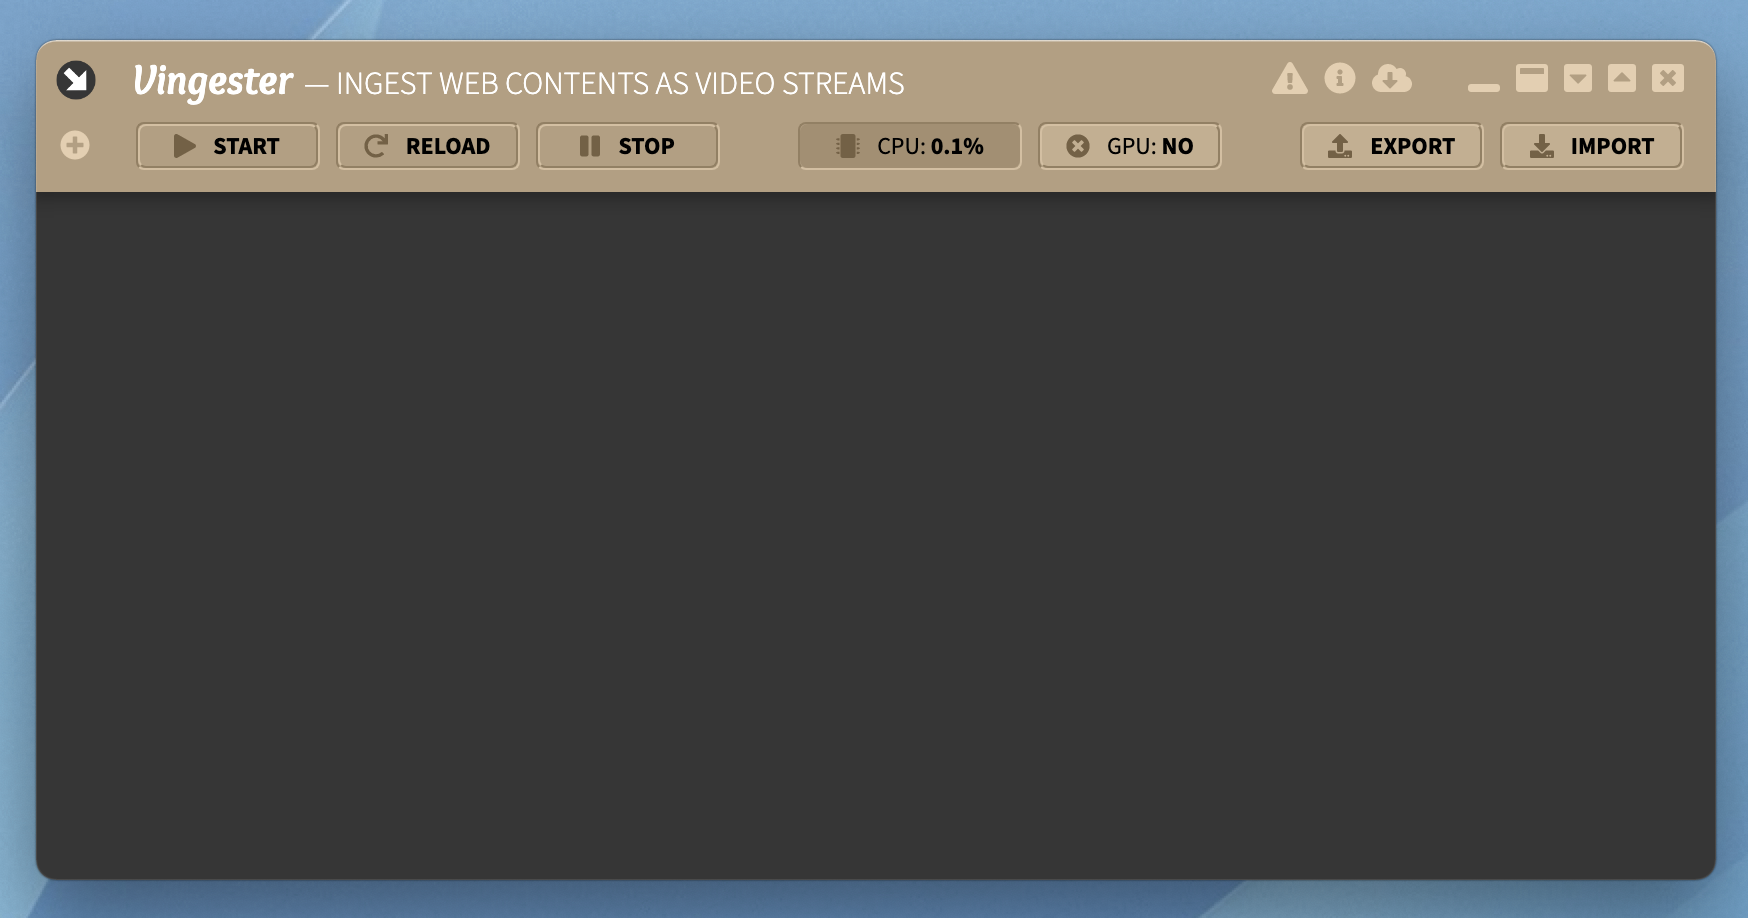 Vingester — INGEST WEB CONTENTS AS VIDEO STREAMS
START RELOAD STOP CPU: 0.1% GPU: NO EXPORT IMPORT